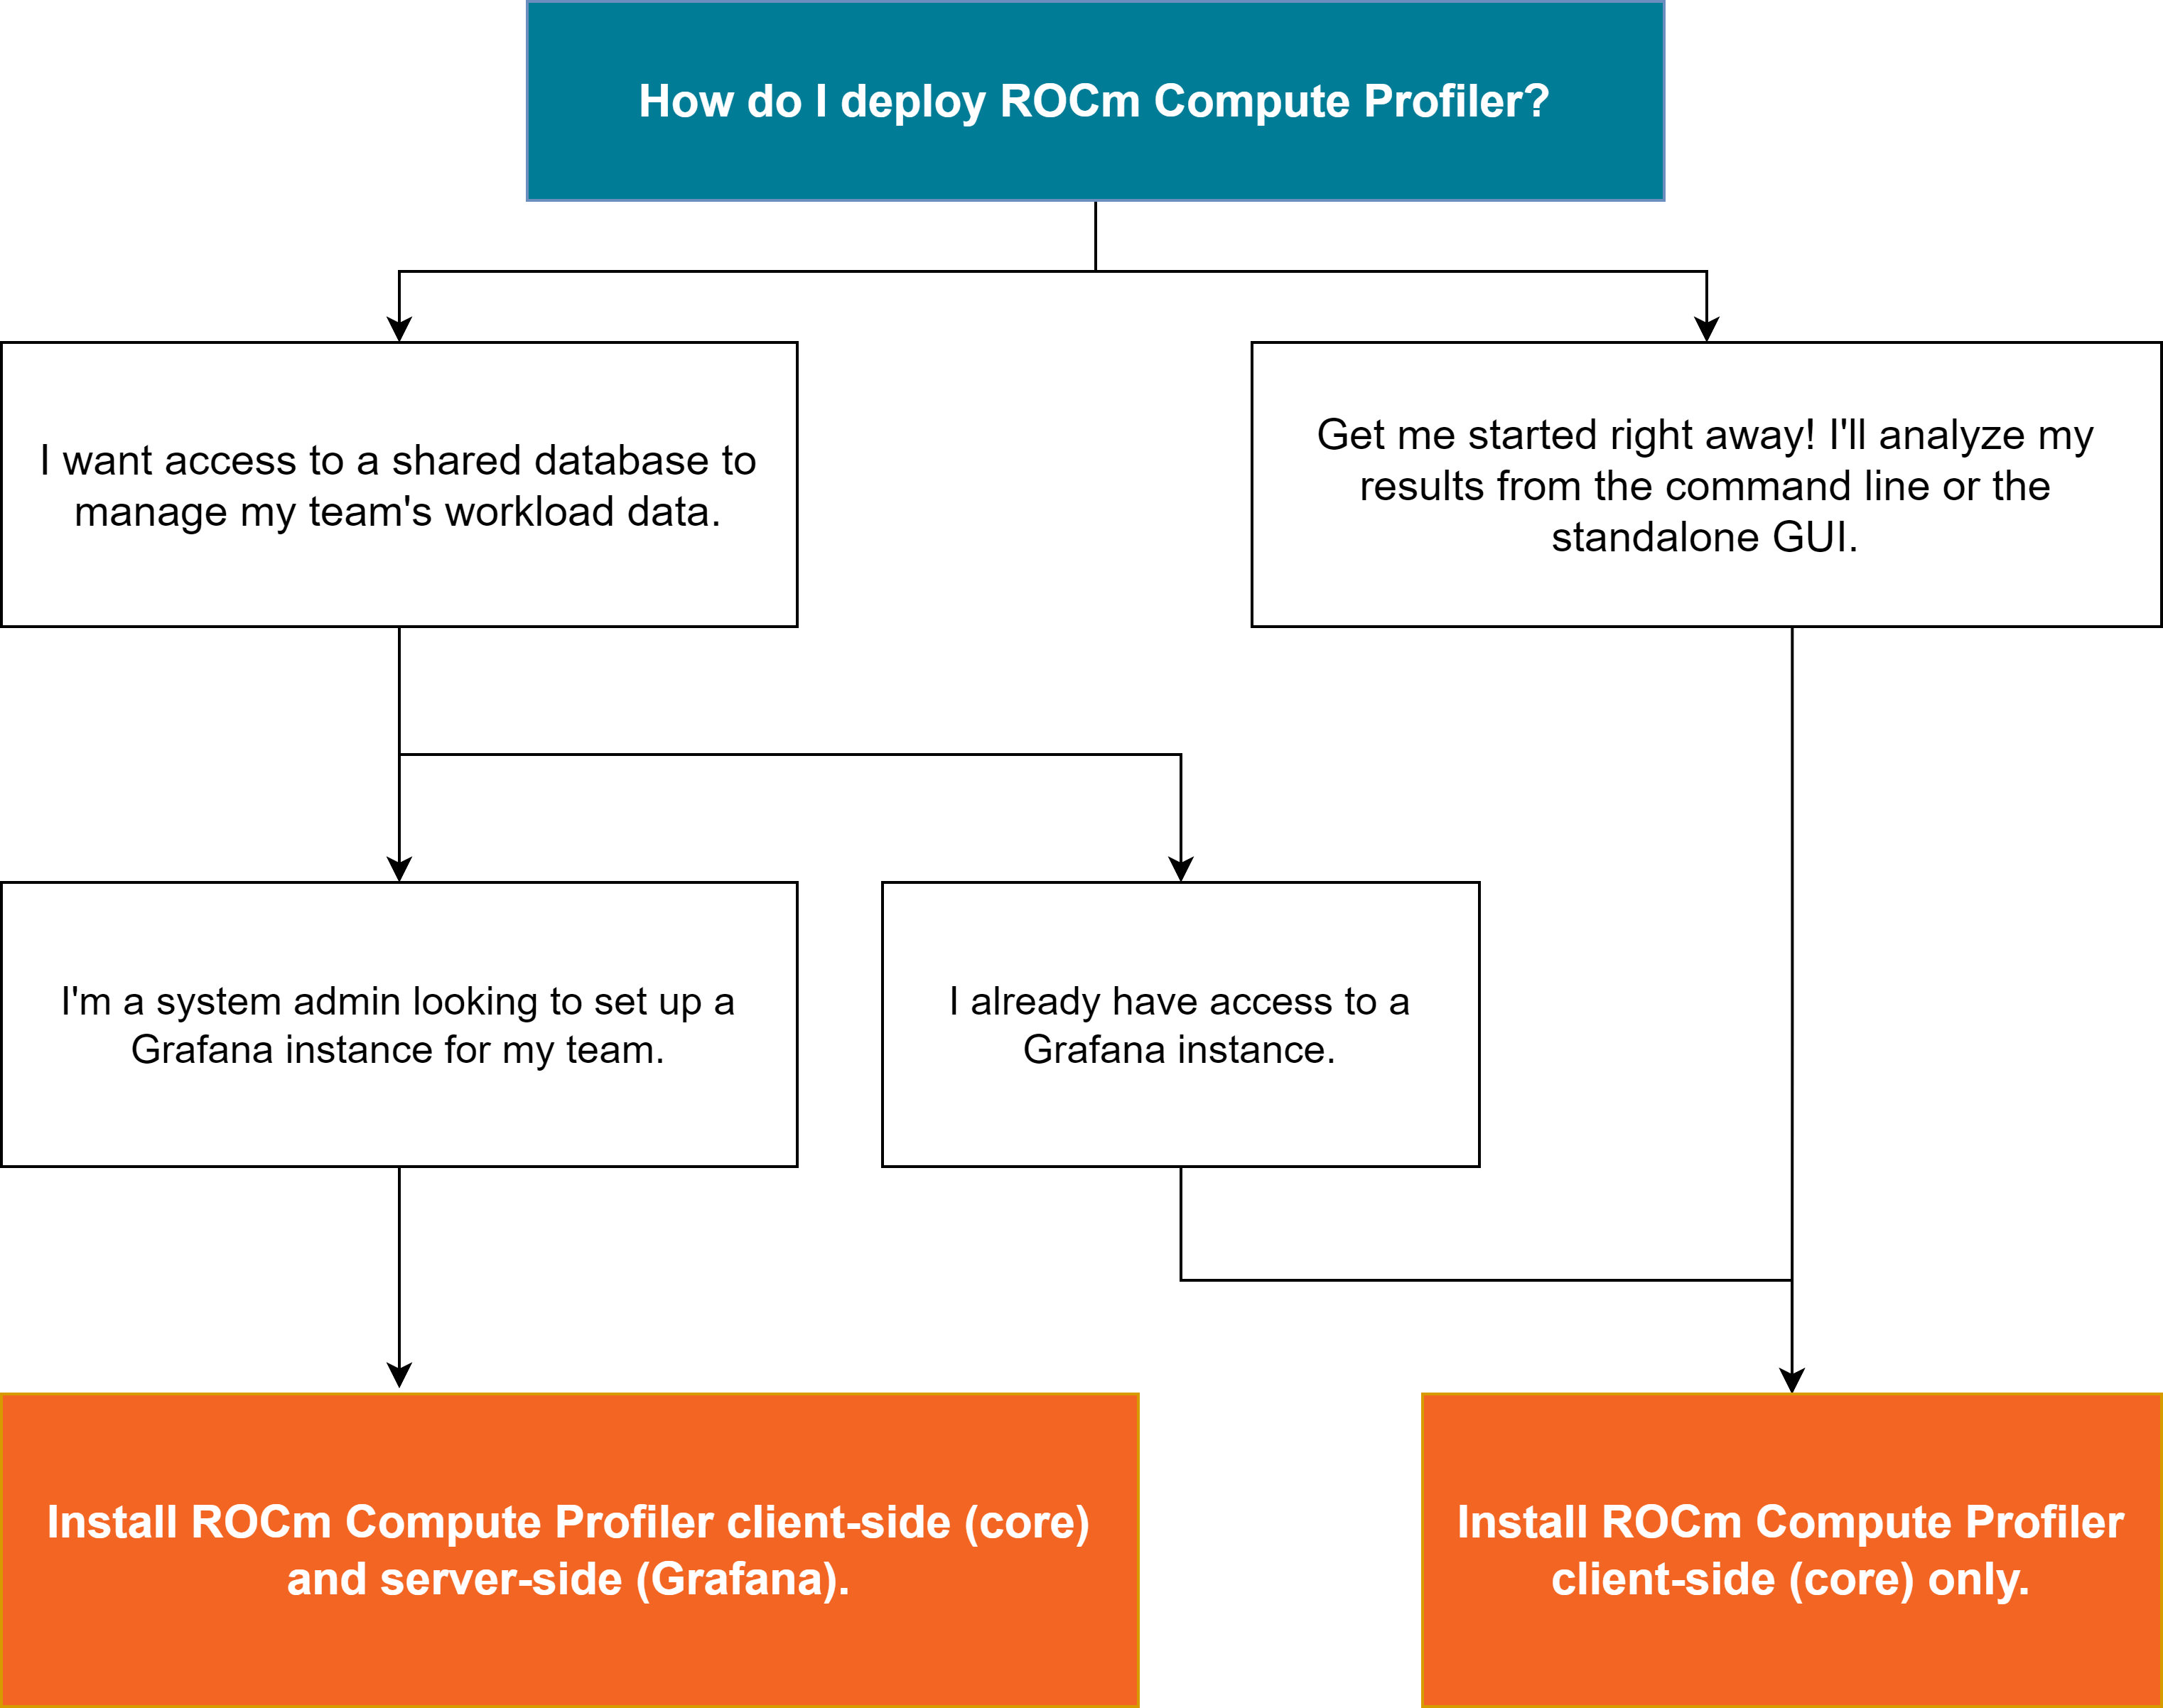 How do I deploy ROCm Compute Profiler?
I want access to a shared database to
manage my team's workload data.
Get me started right away! I'll analyze my
results from the command line or the
standalone GUI.
I'm a system admin looking to set up a
Grafana instance for my team.
I already have access to a
Grafana instance.
Install ROCm Compute Profiler client-side (core)
and server-side (Grafana).
Install ROCm Compute Profiler
client-side (core) only.